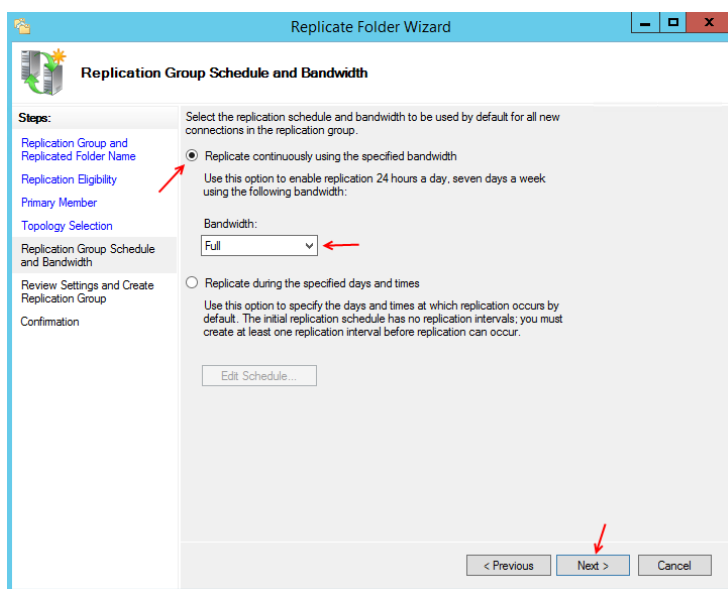 Replicate Folder Wizard
x
Replication Group Schedule and Bandwidth
Steps:
Replication Group and
Replicated Folder Name
Replication Eligibility
Primary Member
Topology Selection
Replication Group Schedule
and Bandwidth
Review Settings and Create
Replication Group
Confirmation
Select the replication schedule and bandwidth to be used by default for all new
connections in the replication group.
Replicate continuously using the specified bandwidth
Use this option to enable replication 24 hours a day, seven days a week
using the following bandwidth:
Bandwidth:
Full
Replicate during the specified days and times
Use this option to specify the days and times at which replication occurs by
default. The initial replication schedule has no replication intervals; you must
create at least one replication interval before replication can occur.
Edit Schedule...
< Previous
Next >
Cancel